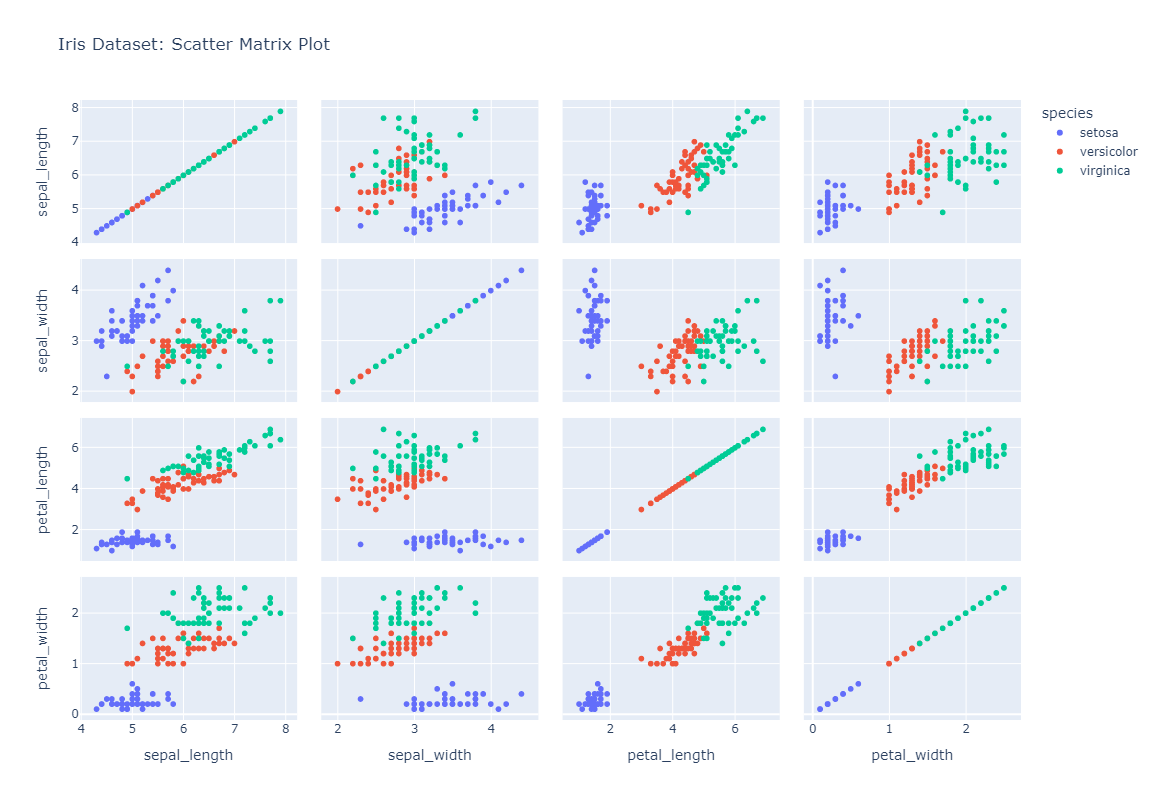 Iris Dataset: Scatter Matrix Plot
species
setosa
versicolor
virginica
sepal_length
8
7
6
5
4
sepal_width
4
3
2
petal_length
6
4
2
petal_width
2
1
0
4 5 6 7 8
2 3 4
2 4 6
0 1 2
sepal_length
sepal_width
petal_length
petal_width